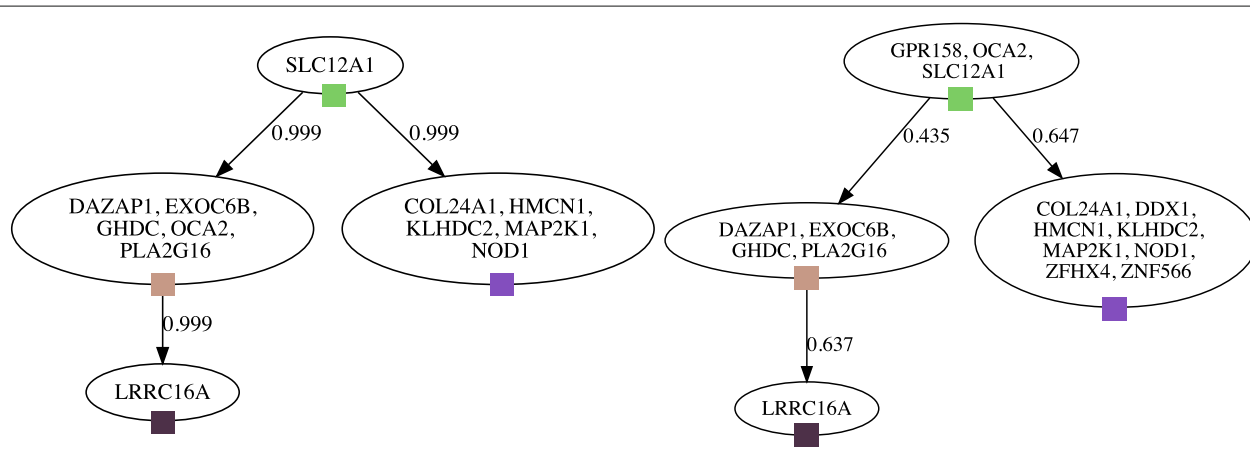 SLC12A1
0.999
0.999
DAZAP1, EXOC6B,
GHDC, OCA2,
PLA2G16
COL24A1, HMCN1,
KLHDC2, MAP2K1,
NOD1
0.999
LRRC16A
GPR158, OCA2,
SLC12A1
0.435
0.647
DAZAP1, EXOC6B,
GHDC, PLA2G16
COL24A1, DDX1,
HMCN1, KLHDC2,
MAP2K1, NOD1,
ZFHX4, ZNF566
0.637
LRRC16A